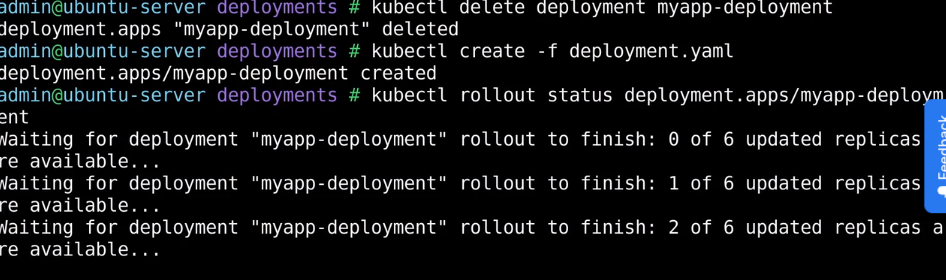 admin@ubuntu-server deployments # kubectl delete deployment myapp-deployment
deployment.apps "myapp-deployment" deleted
admin@ubuntu-server deployments # kubectl create -f deployment.yaml
deployment.apps/myapp-deployment created
admin@ubuntu-server deployments # kubectl rollout status deployment.apps/myapp-deploym
ent
Waiting for deployment "myapp-deployment" rollout to finish: 0 of 6 updated replicas
re available...
Waiting for deployment "myapp-deployment" rollout to finish: 1 of 6 updated replicas
re available...
Waiting for deployment "myapp-deployment" rollout to finish: 2 of 6 updated replicas a
re available...
Feedback